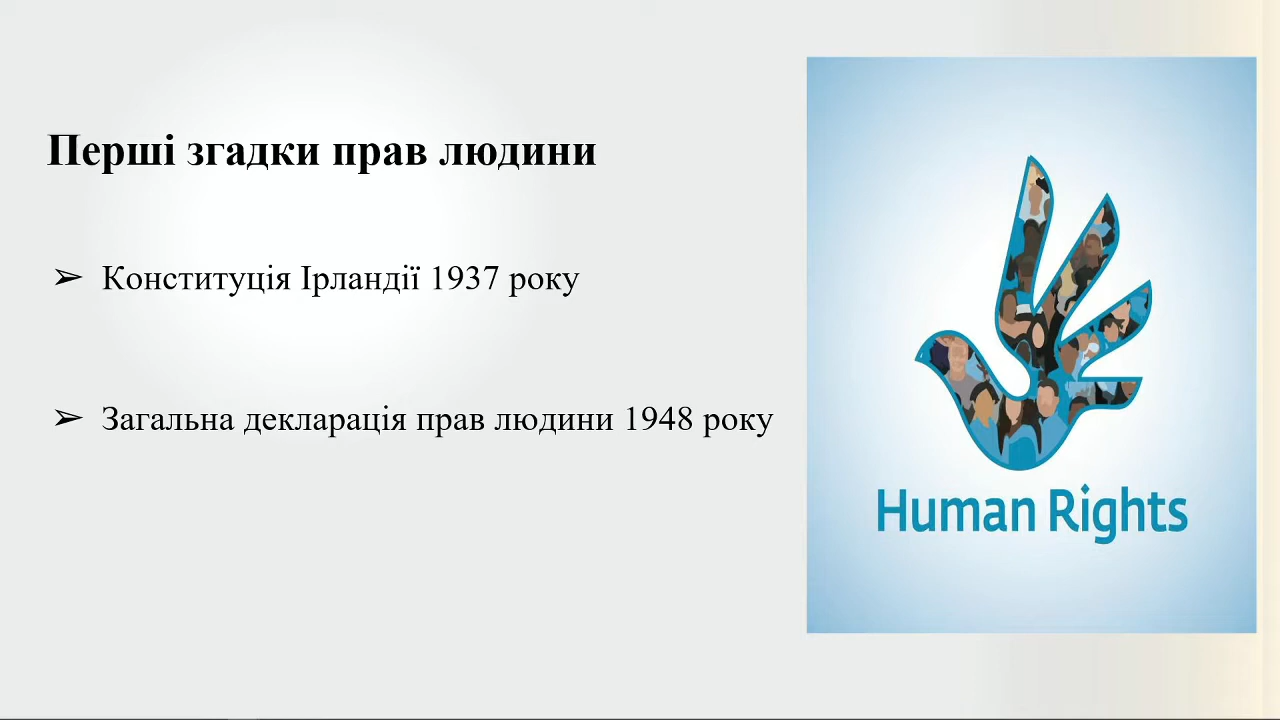 Перші згадки прав людини
➢ Конституція Ірландії 1937 року
➢ Загальна декларація прав людини 1948 року
Human Rights